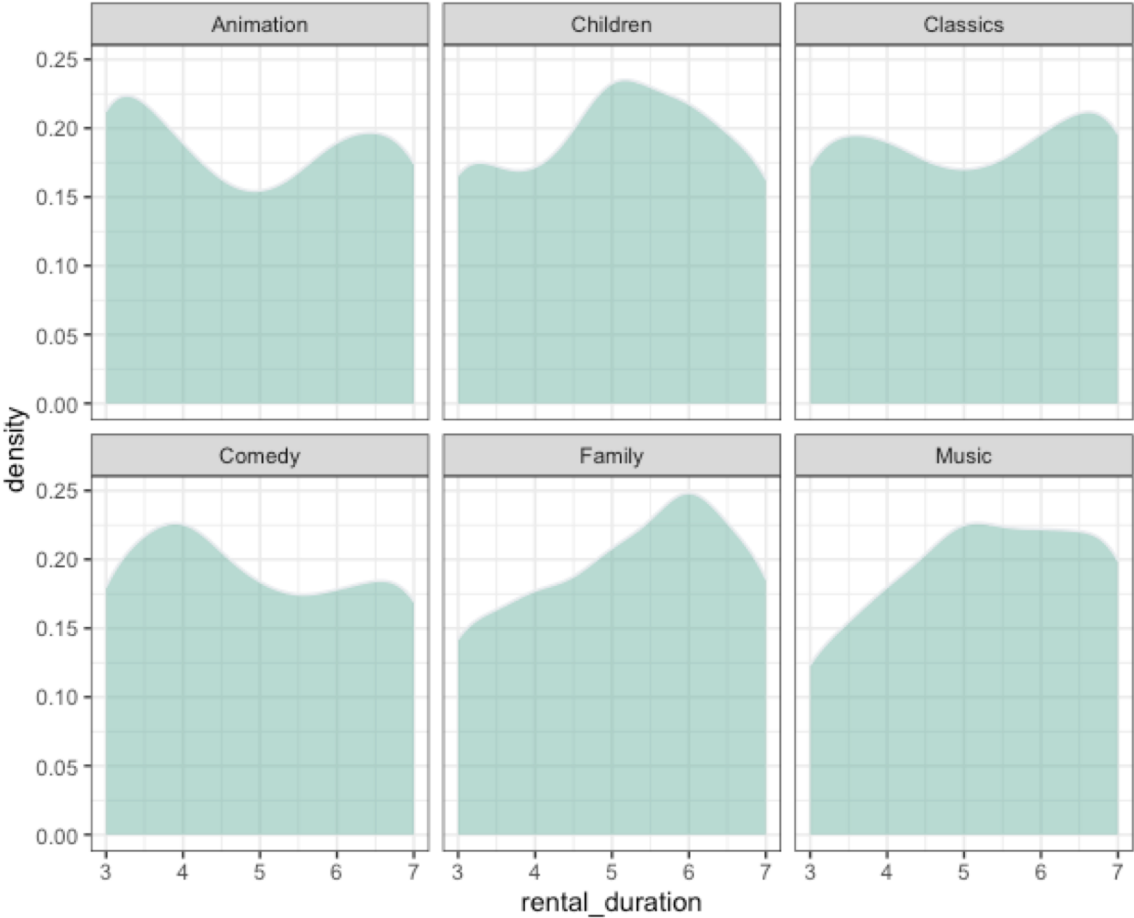 Animation
Children
Classics
0.25
0.20
0.15
0.10
0.05
0.00
density
Comedy
Family
Music
0.25
0.20
0.15
0.10
0.05
0.00
3 4 5 6 7 3 4 5 6 7 3 4 5 6 7
rental_duration